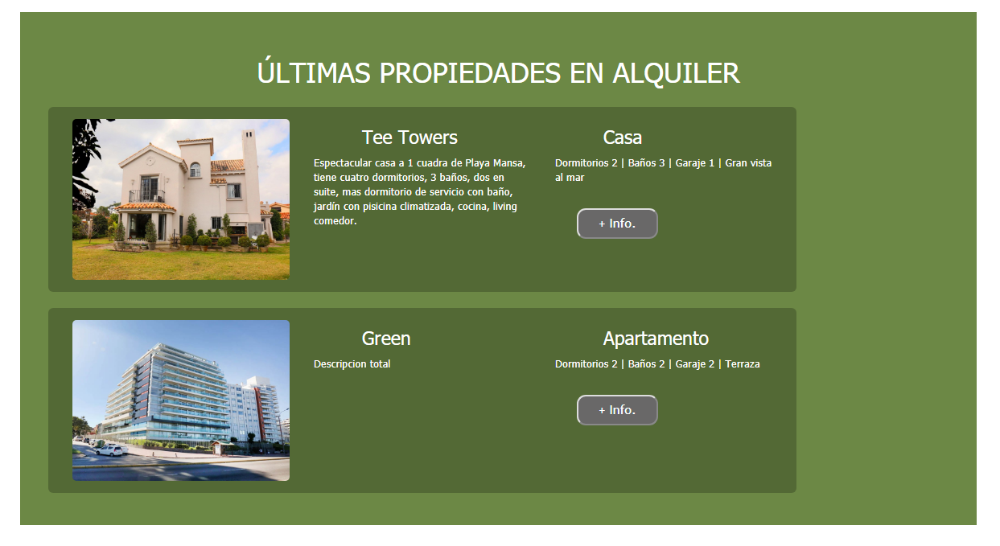 ÚLTIMAS PROPIEDADES EN ALQUILER
Tee Towers
Espectacular casa a 1 cuadra de Playa Mansa,
tiene cuatro dormitorios, 3 baños, dos en
suite, mas dormitorio de servicio con baño,
jardín con pisicina climatizada, cocina, living
comedor.
Casa
Dormitorios 2 | Baños 3 | Garaje 1 | Gran vista
al mar
+ Info.
Green
Descripcion total
Apartamento
Dormitorios 2 | Baños 2 | Garaje 2 | Terraza
+ Info.